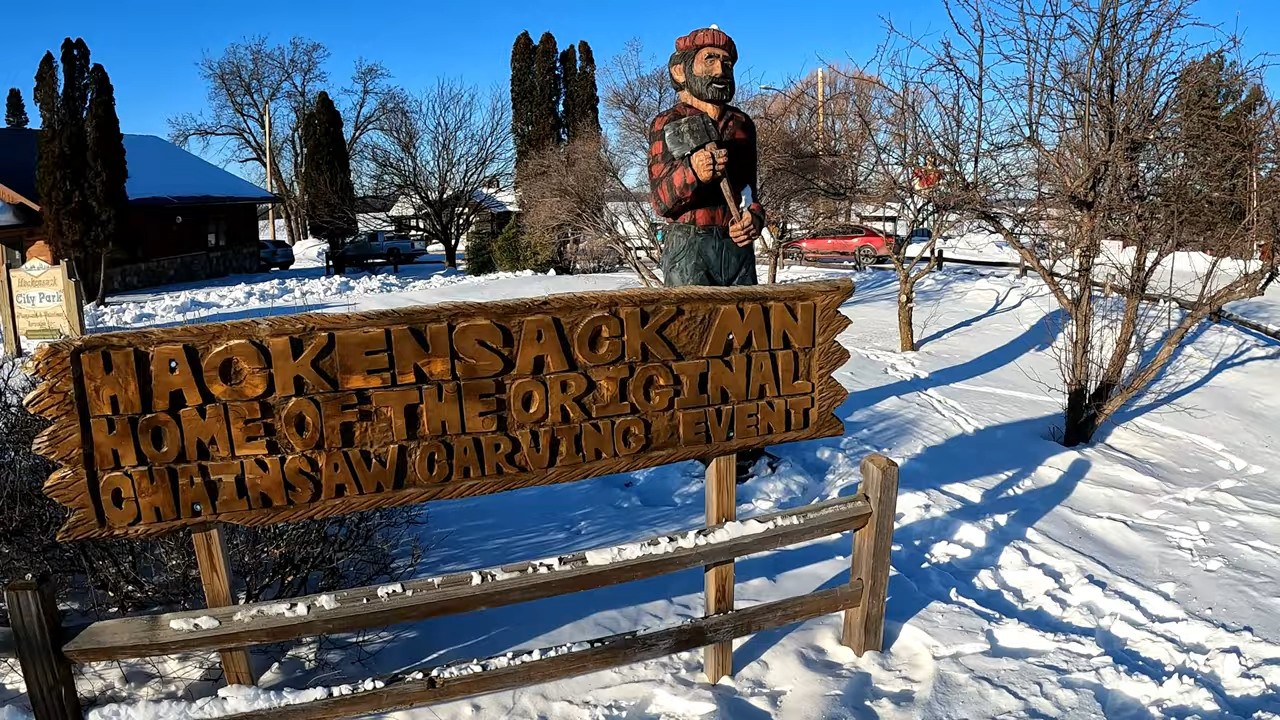 HACKENSACK MN
HOME OF THE ORIGINAL
CHAINSAW CARVING EVENT
Hackensack
City Park